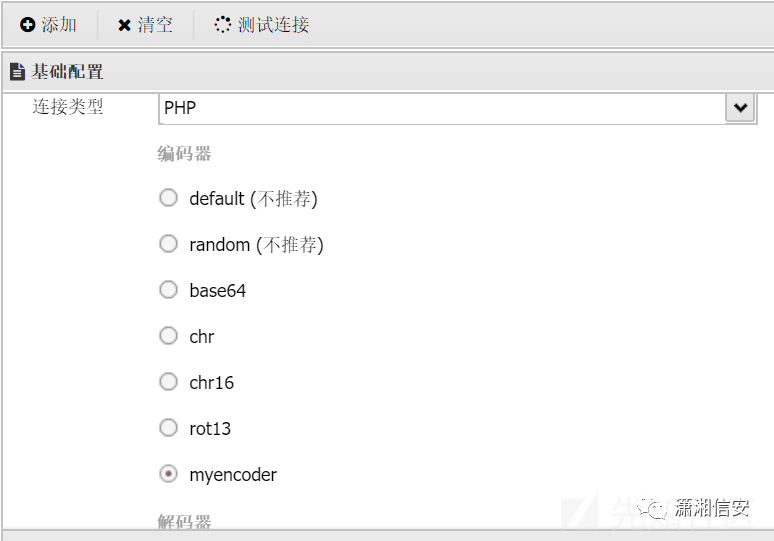 添加 清空 测试连接
基础配置
连接类型 PHP
编码器
default (不推荐)
random (不推荐)
base64
chr
chr16
rot13
myencoder
解码器
潇湘信安